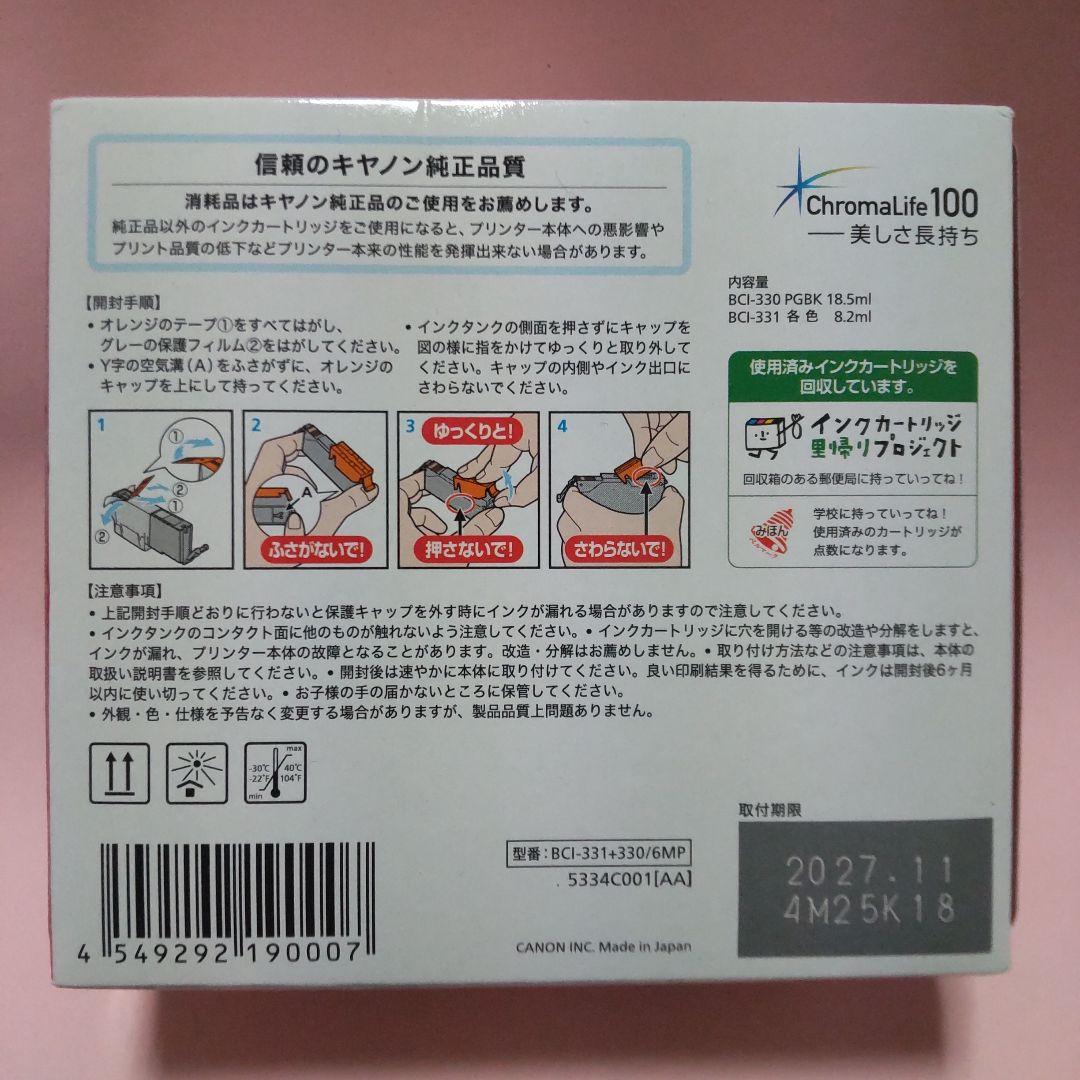 信頼のキヤノン純正品質
消耗品はキヤノン純正品のご使用をお薦めします。
純正品以外のインクカートリッジをご使用になると、プリンター本体への悪影響や
プリント品質の低下などプリンター本来の性能を発揮出来ない場合があります。
ChromaLife100
── 美しさ長持ち
内容量
BCI-330 PGBK 18.5ml
BCI-331 各色 8.2ml
【開封手順】
・オレンジのテープ①をすべてはがし、
グレーの保護フィルム②をはがしてください。
・Y字の空気溝(A)をふさがずに、オレンジの
キャップを上にして持ってください。
・インクタンクの側面を押さずにキャップを
図の様に指をかけてゆっくりと取り外して
ください。キャップの内側やインク出口に
さわらないでください。
1
①
②
①
②
2
A
ふさがないで!
3
ゆっくりと!
押さないで!
4
さわらないで!
使用済みインクカートリッジを
回収しています。
インクカートリッジ
里帰りプロジェクト
回収箱のある郵便局に持っていってね!
みほん
ベルマーク
学校に持っていってね!
使用済みのカートリッジが
点数になります。
【注意事項】
・上記開封手順どおりに行わないと保護キャップを外す時にインクが漏れる場合がありますので注意してください。
・インクタンクのコンタクト面に他のものが触れないよう注意してください。・インクカートリッジに穴を開ける等の改造や分解をしますと、
インクが漏れ、プリンター本体の故障となることがあります。改造・分解はお薦めしません。・取り付け方法などの注意事項は、本体の
取扱い説明書を参照してください。・開封後は速やかに本体に取り付けてください。良い印刷結果を得るために、インクは開封後6ヶ月
以内に使い切ってください。・お子様の手の届かないところに保管してください。
・外観・色・仕様を予告なく変更する場合がありますが、製品品質上問題ありません。
max
-30℃ 40℃
-22°F 104°F
min
取付期限
2027.11
4M25K18
型番:BCI-331+330/6MP
5334C001[AA]
CANON INC. Made in Japan
4 549292 190007